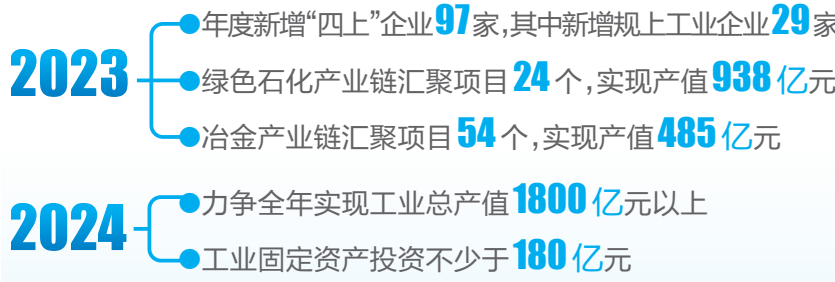 年度新增“四上”企业97家,其中新增规上工业企业29家
2023
绿色石化产业链汇聚项目24个,实现产值938亿元
冶金产业链汇聚项目54个,实现产值485亿元
力争全年实现工业总产值1800亿元以上
2024
工业固定资产投资不少于180亿元